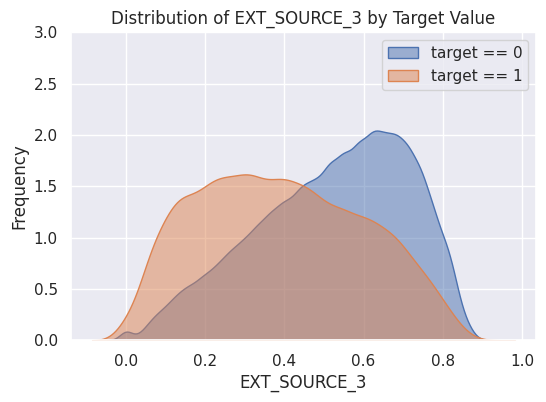 Distribution of EXT_SOURCE_3 by Target Value
3.0
2.5
2.0
1.5
1.0
0.5
0.0
Frequency
target == 0
target == 1
0.0 0.2 0.4 0.6 0.8 1.0
EXT_SOURCE_3